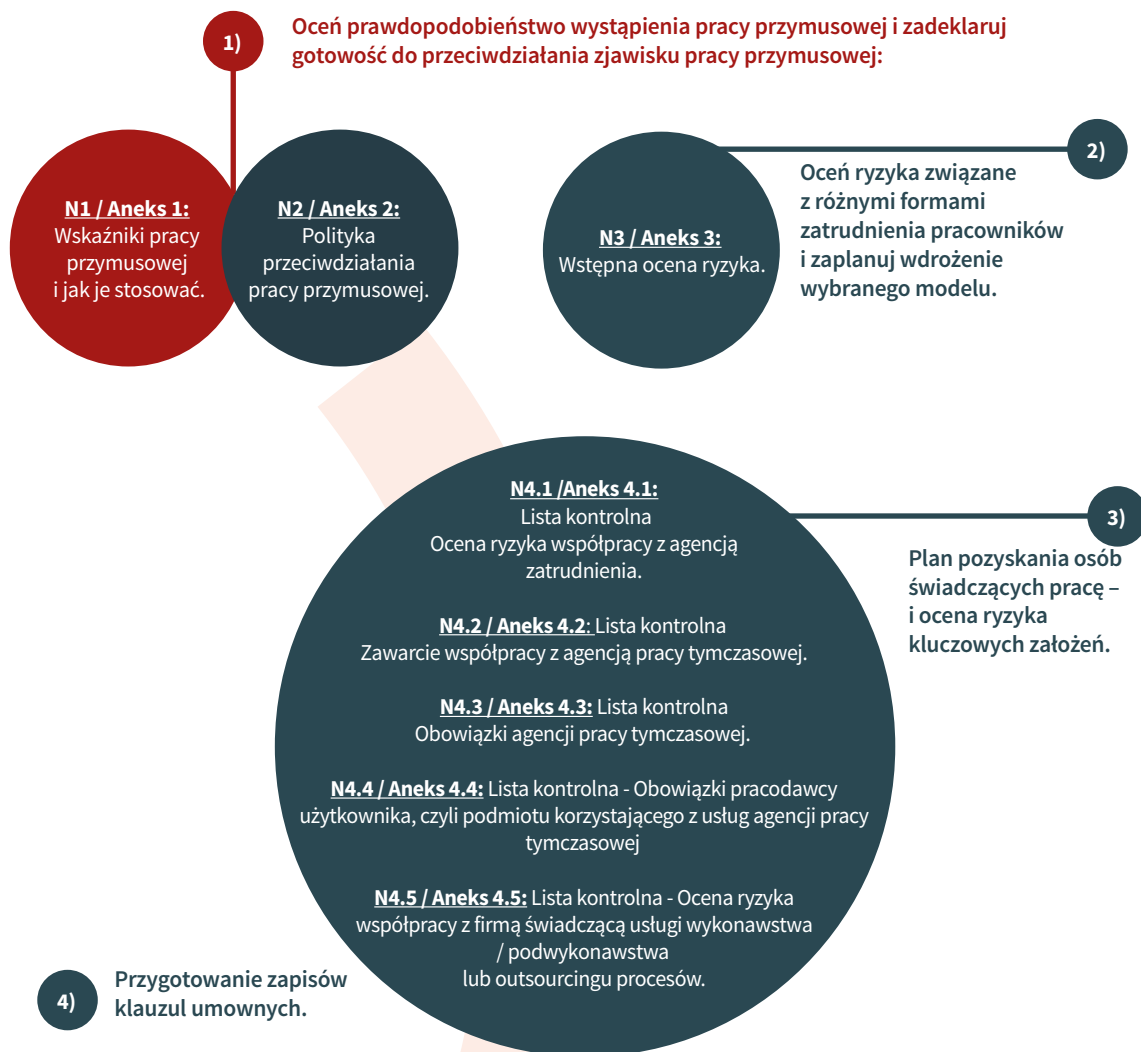 1)
Oceń prawdopodobieństwo wystąpienia pracy przymusowej i zadeklaruj
gotowość do przeciwdziałania zjawisku pracy przymusowej:
N1 / Aneks 1:
Wskaźniki pracy
przymusowej
i jak je stosować.
N2 / Aneks 2:
Polityka
przeciwdziałania
pracy przymusowej.
N3 / Aneks 3:
Wstępna ocena ryzyka.
2)
Oceń ryzyka związane
z różnymi formami
zatrudnienia pracowników
i zaplanuj wdrożenie
wybranego modelu.
N4.1 /Aneks 4.1:
Lista kontrolna
Ocena ryzyka współpracy z agencją
zatrudnienia.
N4.2 / Aneks 4.2: Lista kontrolna
Zawarcie współpracy z agencją pracy tymczasowej.
N4.3 / Aneks 4.3: Lista kontrolna
Obowiązki agencji pracy tymczasowej.
N4.4 / Aneks 4.4: Lista kontrolna - Obowiązki pracodawcy
użytkownika, czyli podmiotu korzystającego z usług agencji pracy
tymczasowej
N4.5 / Aneks 4.5: Lista kontrolna - Ocena ryzyka
współpracy z firmą świadczącą usługi wykonawstwa
/ podwykonawstwa
lub outsourcingu procesów.
3)
Plan pozyskania osób
świadczących pracę –
i ocena ryzyka
kluczowych założeń.
4)
Przygotowanie zapisów
klauzul umownych.